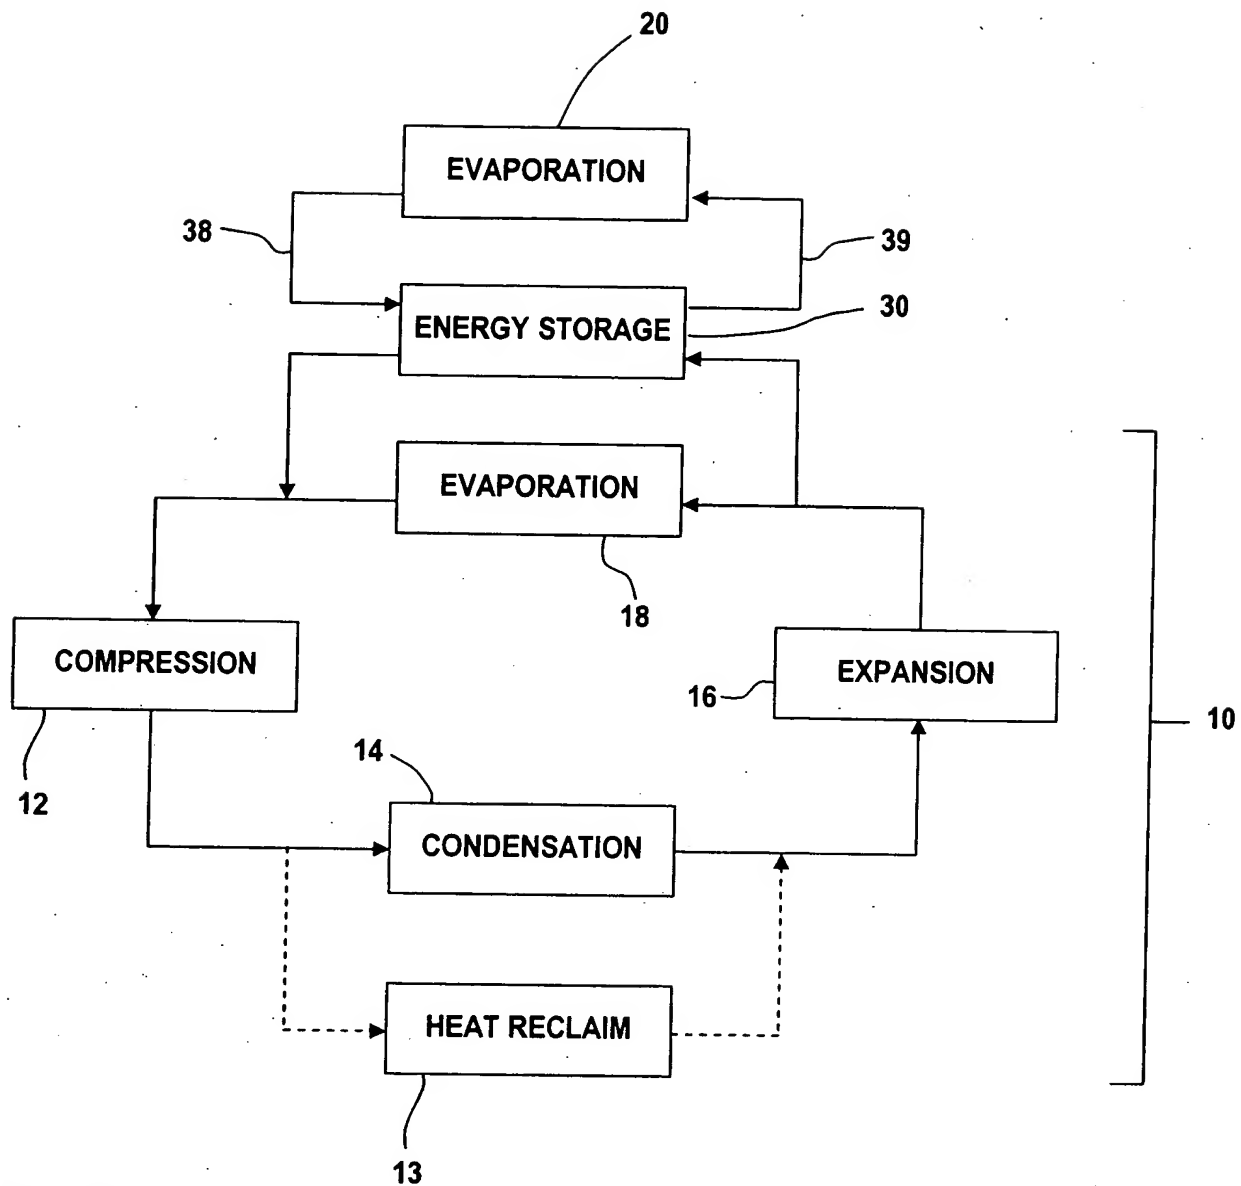 20
EVAPORATION
38
39
30
ENERGY STORAGE
EVAPORATION
18
COMPRESSION
EXPANSION
16
10
12
14
CONDENSATION
HEAT RECLAIM
13